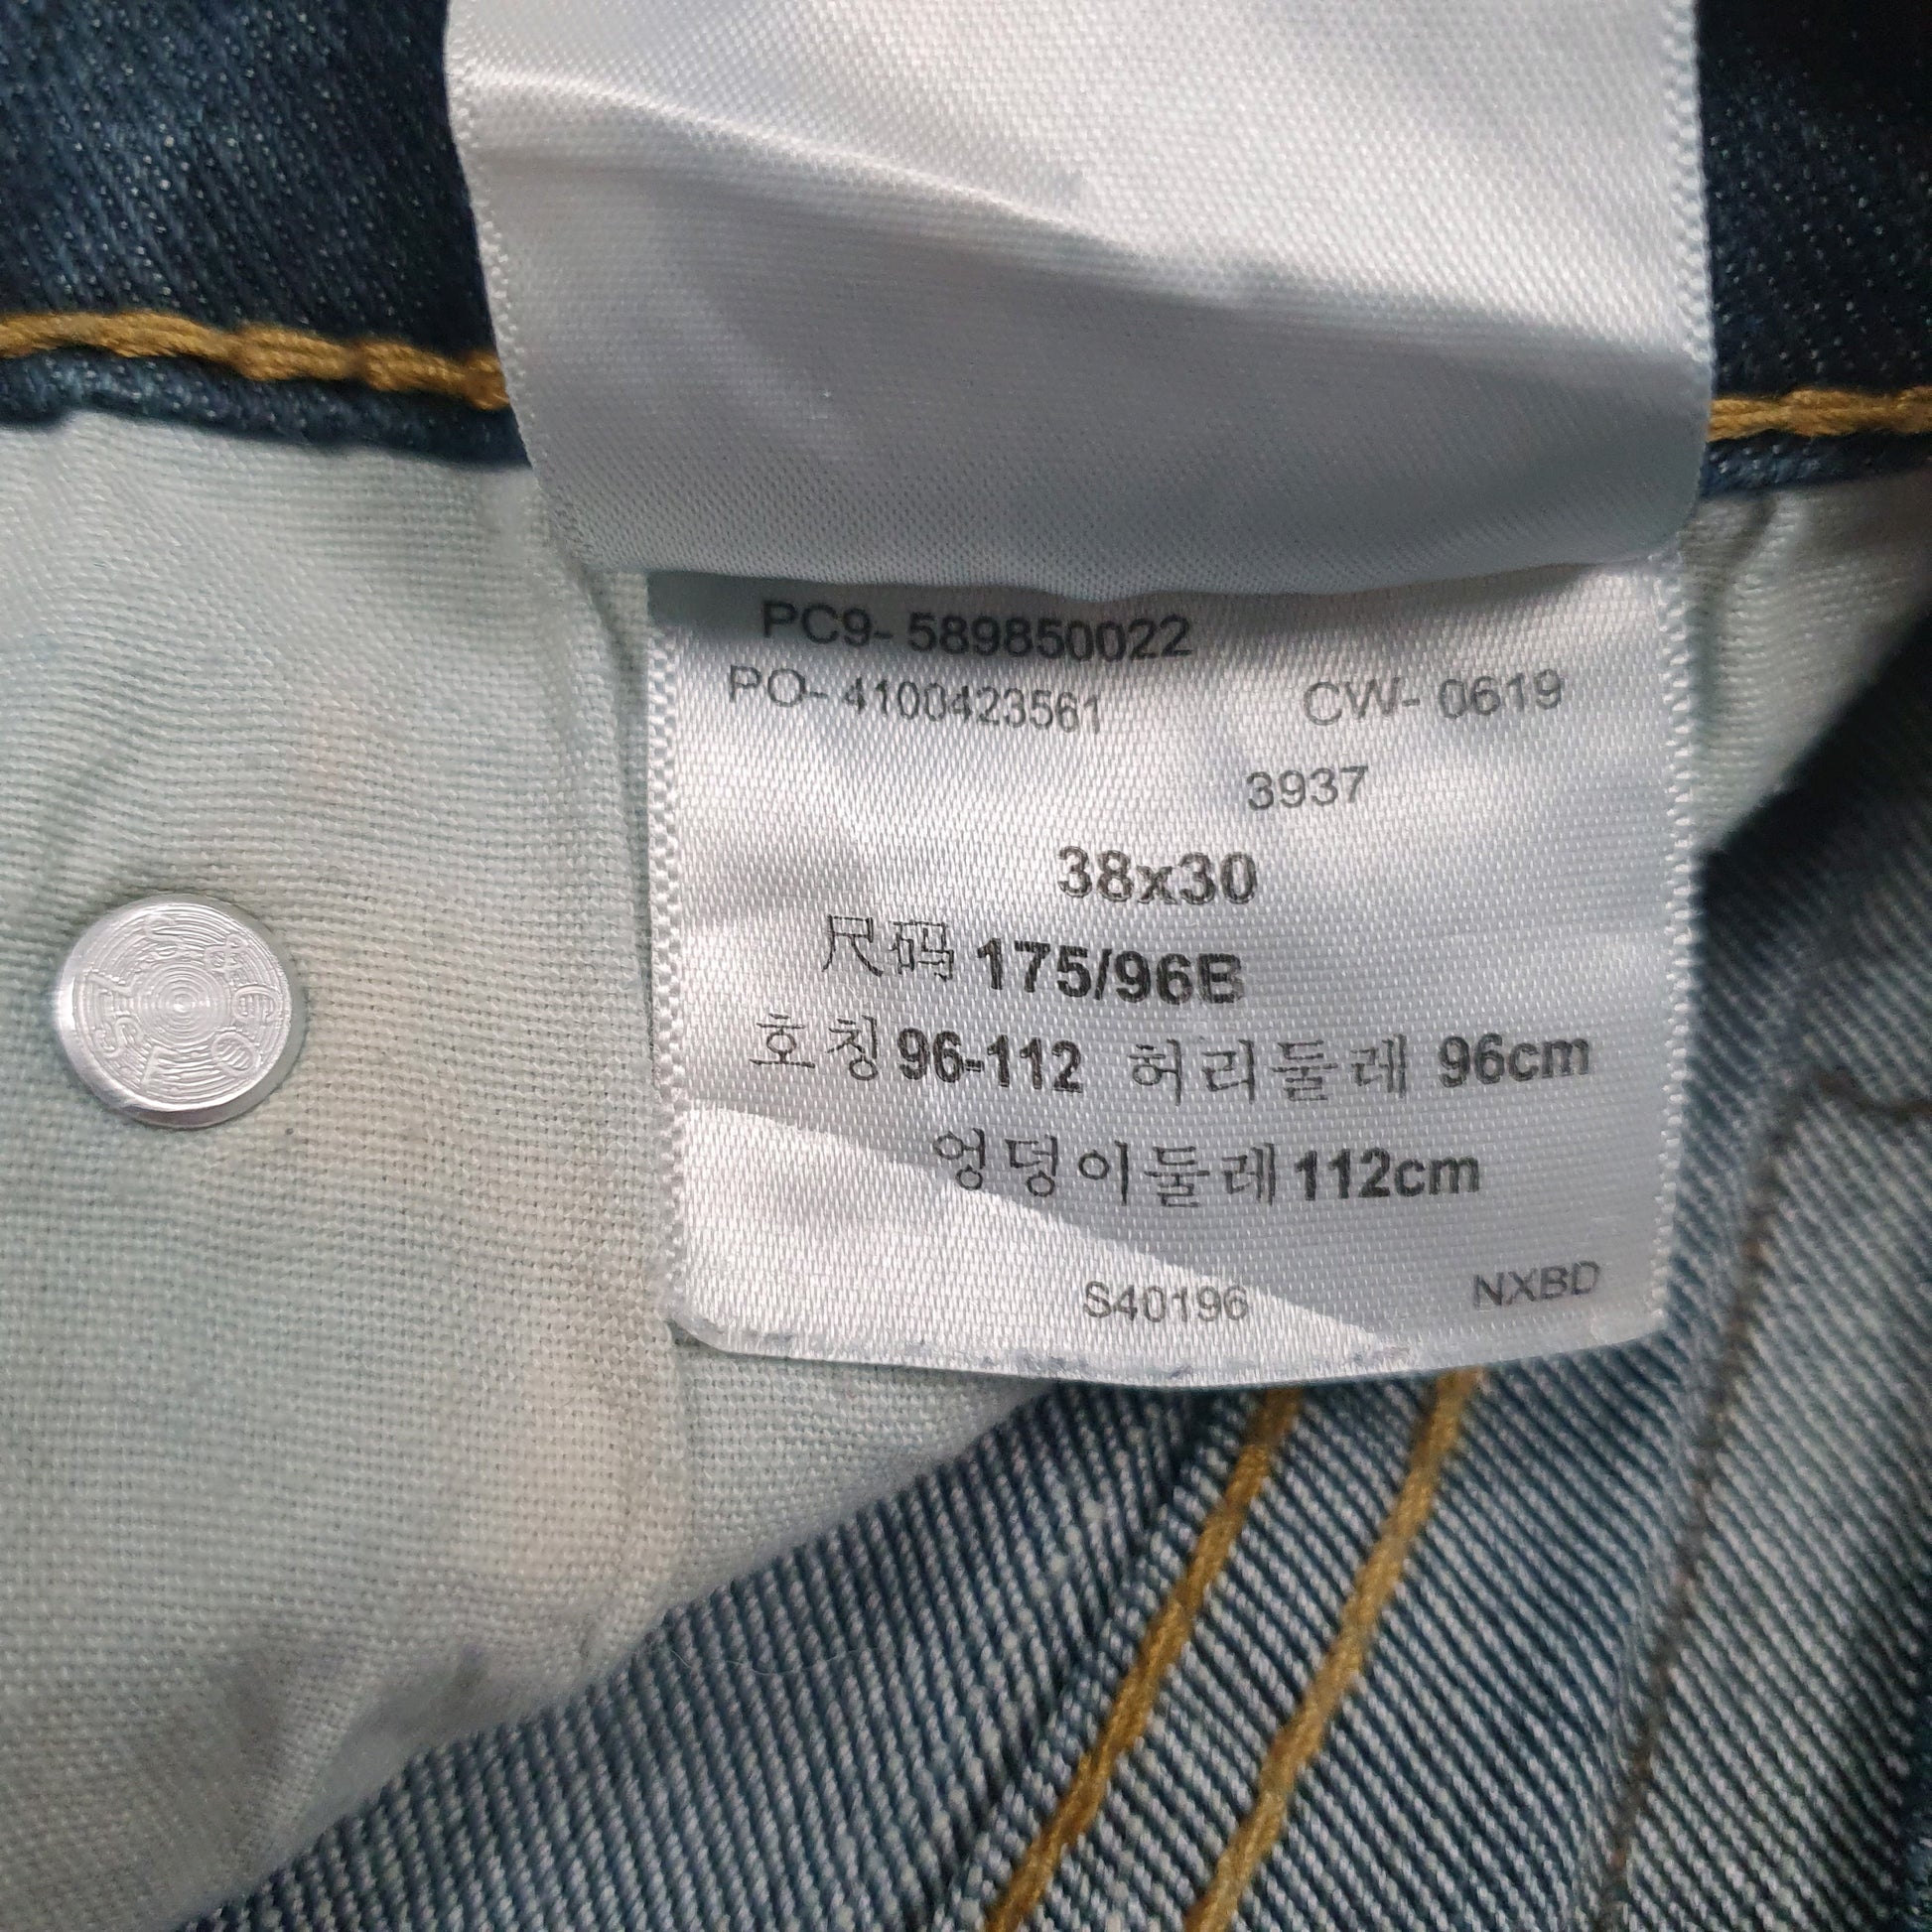 PC9- 589850022
PO- 4100423561 CW- 0619
3937
38x30
尺码 175/96B
호칭 96-112 허리둘레 96cm
엉덩이둘레 112cm
S40196 NXBD